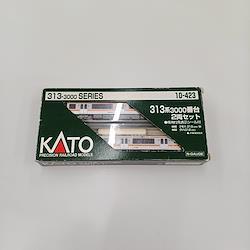 313-3000 SERIES
10-423
313系3000番台
2両セット
KATO
PRECISION RAILROAD MODELS
N-GAUGE